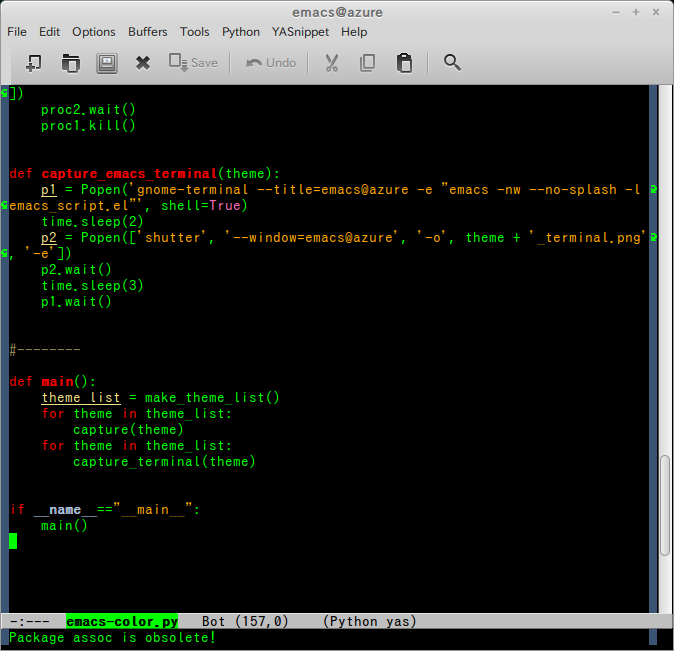 emacs@azure
File Edit Options Buffers Tools Python YASnippet Help
Save Undo
])
    proc2.wait()
    proc1.kill()
def capture_emacs_terminal(theme):
    p1 = Popen('gnome-terminal --title=emacs@azure -e "emacs -nw --no-splash -l 
emacs_script.el"', shell=True)
    time.sleep(2)
    p2 = Popen(['shutter', '--window=emacs@azure', '-o', theme + '_terminal.png'
, '-e'])
    p2.wait()
    time.sleep(3)
    p1.wait()
#--------
def main():
    theme_list = make_theme_list()
    for theme in theme_list:
        capture(theme)
    for theme in theme_list:
        capture_terminal(theme)
if __name__=="__main__":
    main()
-:--- emacs-color.py Bot (157,0) (Python yas)
Package assoc is obsolete!